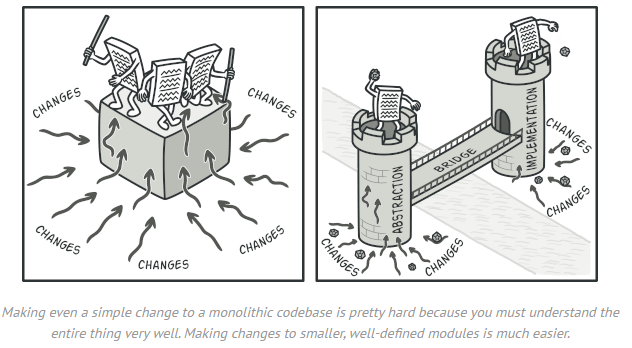 CHANGES
CHANGES
CHANGES
CHANGES
CHANGES
ABSTRACTION
BRIDGE
IMPLEMENTATION
CHANGES
CHANGES
CHANGES
CHANGES
Making even a simple change to a monolithic codebase is pretty hard because you must understand the
entire thing very well. Making changes to smaller, well-defined modules is much easier.